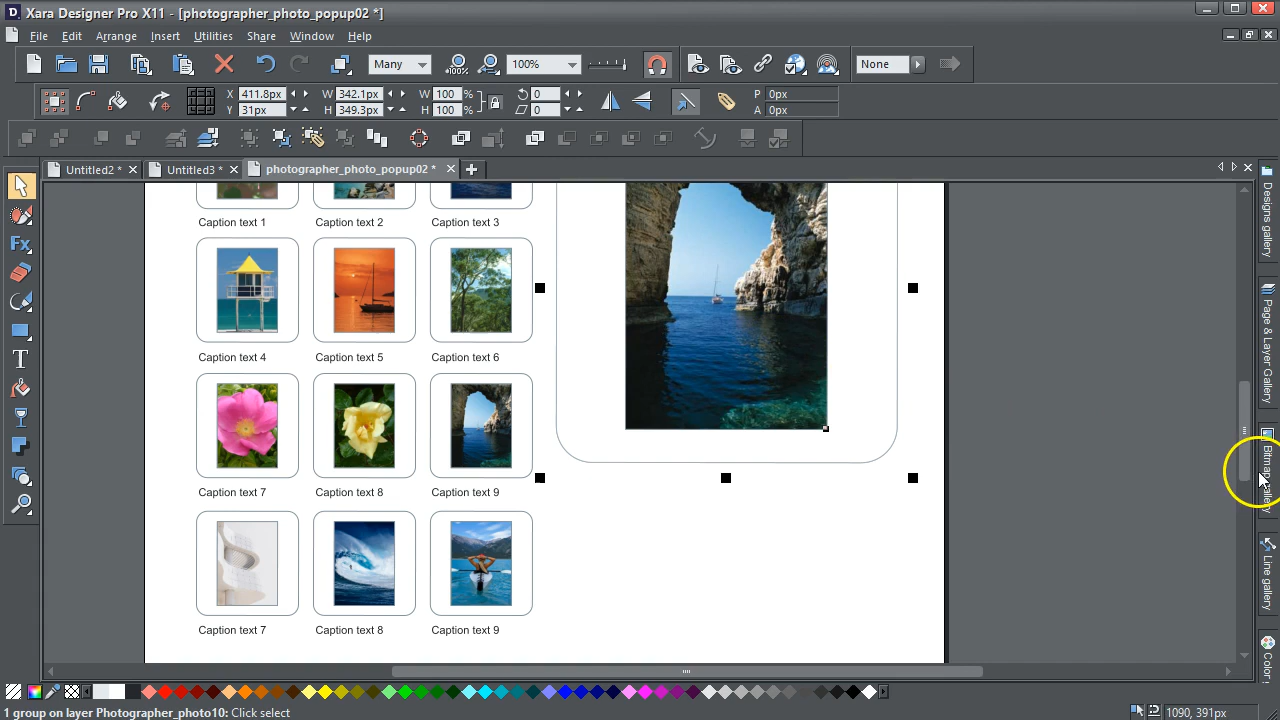 Xara Designer Pro X11 - [photographer_photo_popup02 *]
File Edit Arrange Insert Utilities Share Window Help
Many 100% 100% None
X 411.8px W 342.1px W 100 % 0 P 0px
Y 31px H 349.3px H 100 % 0 A 0px
Untitled2 * Untitled3 * photographer_photo_popup02 *
Caption text 1 Caption text 2 Caption text 3
Caption text 4 Caption text 5 Caption text 6
Caption text 7 Caption text 8 Caption text 9
Caption text 7 Caption text 8 Caption text 9
Fx
T
Designs gallery
Page & Layer Gallery
Bitmap gallery
Line gallery
1 group on layer Photographer_photo10: Click select
1090, 391px